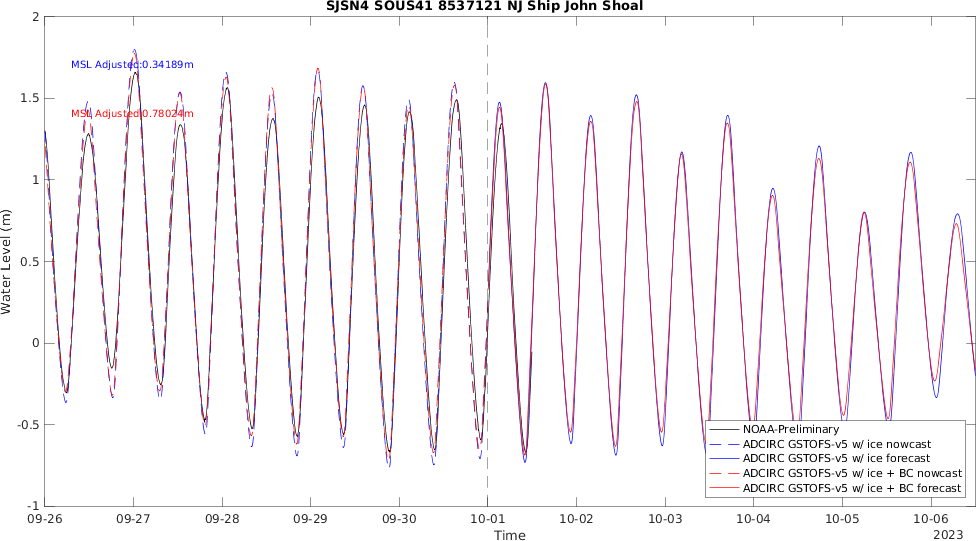 SJSN4 SOUS41 8537121 NJ Ship John Shoal
MSL Adjusted:0.34189m
MSL Adjusted:0.78024m
Water Level (m)
2
1.5
1
0.5
0
-0.5
-1
NOAA-Preliminary
ADCIRC GSTOFS-v5 w/ ice nowcast
ADCIRC GSTOFS-v5 w/ ice forecast
ADCIRC GSTOFS-v5 w/ ice + BC nowcast
ADCIRC GSTOFS-v5 w/ ice + BC forecast
09-26 09-27 09-28 09-29 09-30 10-01 10-02 10-03 10-04 10-05 10-06
Time
2023